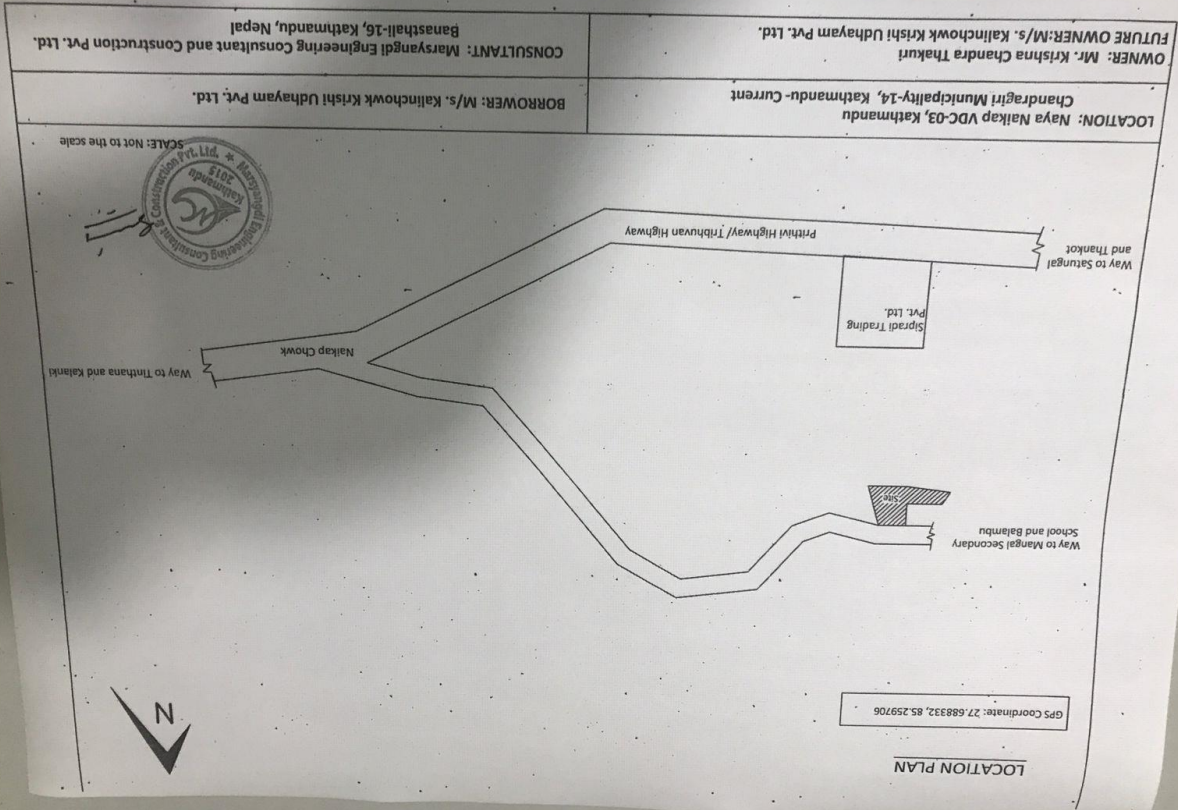 LOCATION PLAN
GPS Coordinate: 27.688332, 85.259706
N
Way to Mangal Secondary
School and Balambu
Site
Sipradi Trading
Pvt. Ltd.
Way to Tinthana and Kalanki
Naikap Chowk
Way to Satungal
and Thankot
Prithivi Highway/ Tribhuvan Highway
Marsyangdi Engineering Consultant & Construction Pvt. Ltd.
Kathmandu
2015
SCALE: Not to the scale
LOCATION: Naya Naikap VDC-03, Kathmandu
Chandragiri Municipality-14, Kathmandu- Current
BORROWER: M/s. Kalinchowk Krishi Udhayam Pvt. Ltd.
OWNER: Mr. Krishna Chandra Thakuri
FUTURE OWNER:M/s. Kalinchowk Krishi Udhayam Pvt. Ltd.
CONSULTANT: Marsyangdi Engineering Consultant and Construction Pvt. Ltd.
Banasthali-16, Kathmandu, Nepal